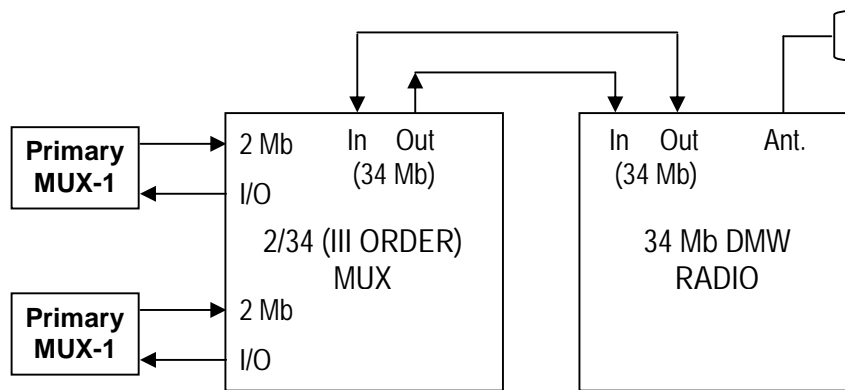 Primary
MUX-1
2 Mb
I/O
In Out
(34 Mb)
2/34 (III ORDER)
MUX
In Out
(34 Mb)
Ant.
34 Mb DMW
RADIO
Primary
MUX-1
2 Mb
I/O